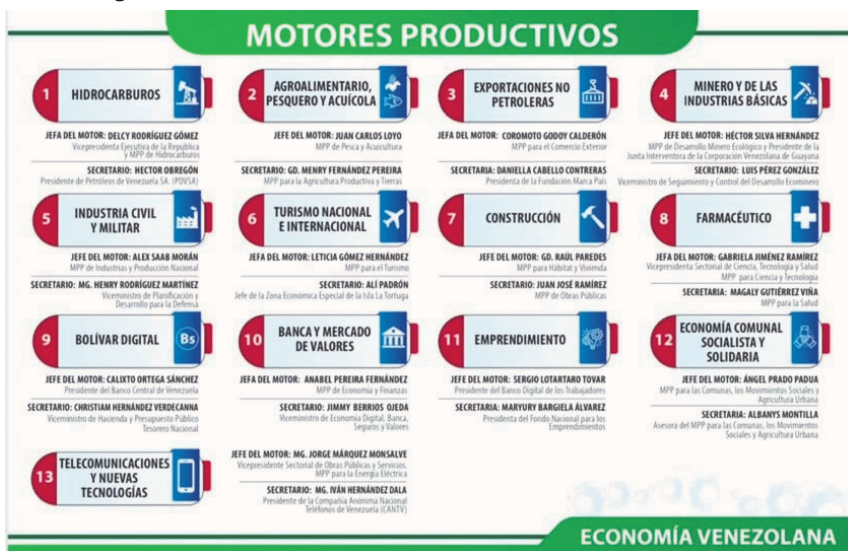 MOTORES PRODUCTIVOS
1
HIDROCARBUROS
JEFA DEL MOTOR: DELCY RODRÍGUEZ GÓMEZ
Vicepresidenta Ejecutiva de la República
y MPP de Hidrocarburos
SECRETARIO: HECTOR OBREGÓN
Presidente de Petróleos de Venezuela SA. (PDVSA)
2
AGROALIMENTARIO,
PESQUERO Y ACUÍCOLA
JEFE DEL MOTOR: JUAN CARLOS LOYO
MPP de Pesca y Acuicultura
SECRETARIO: GD. MENRY FERNÁNDEZ PEREIRA
MPP para la Agricultura Productiva y Tierras
3
EXPORTACIONES NO
PETROLERAS
JEFA DEL MOTOR: COROMOTO GODOY CALDERÓN
MPP para el Comercio Exterior
SECRETARIA: DANIELLA CABELLO CONTRERAS
Presidenta de la Fundación Marca País
4
MINERO Y DE LAS
INDUSTRIAS BÁSICAS
JEFE DEL MOTOR: HÉCTOR SILVA HERNÁNDEZ
MPP de Desarrollo Minero Ecológico y Presidente de la
Junta Interventora de la Corporación Venezolana de Guayana
SECRETARIO: LUIS PÉREZ GONZÁLEZ
Viceministro de Seguimiento y Control del Desarrollo Ecominero
5
INDUSTRIA CIVIL
Y MILITAR
JEFE DEL MOTOR: ALEX SAAB MORÁN
MPP de Industrias y Producción Nacional
SECRETARIO: MG. HENRY RODRÍGUEZ MARTÍNEZ
Viceministro de Planificación y
Desarrollo para la Defensa
6
TURISMO NACIONAL
E INTERNACIONAL
JEFA DEL MOTOR: LETICIA GÓMEZ HERNÁNDEZ
MPP para el Turismo
SECRETARIO: ALÍ PADRÓN
Jefe de la Zona Económica Especial de la Isla La Tortuga
7
CONSTRUCCIÓN
JEFE DEL MOTOR: GD. RAÚL PAREDES
MPP para Hábitat y Vivienda
SECRETARIO: JUAN JOSÉ RAMÍREZ
MPP de Obras Públicas
8
FARMACÉUTICO
JEFA DEL MOTOR: GABRIELA JIMÉNEZ RAMÍREZ
Vicepresidenta Sectorial de Ciencia, Tecnología y Salud
MPP para Ciencia y Tecnología
SECRETARIA: MAGALY GUTIÉRREZ VIÑA
MPP para la Salud
9
BOLÍVAR DIGITAL
Bs
JEFE DEL MOTOR: CALIXTO ORTEGA SÁNCHEZ
Presidente del Banco Central de Venezuela
SECRETARIO: CHRISTIAM HERNÁNDEZ VERDECANNA
Viceministro de Hacienda y Presupuesto Público
Tesorero Nacional
10
BANCA Y MERCADO
DE VALORES
JEFA DEL MOTOR: ANABEL PEREIRA FERNÁNDEZ
MPP de Economía y Finanzas
SECRETARIO: JIMMY BERRIOS OJEDA
Viceministro de Economía Digital, Banca,
Seguros y Valores
11
EMPRENDIMIENTO
JEFE DEL MOTOR: SERGIO LOTARTARO TOVAR
Presidente del Banco Digital de los Trabajadores
SECRETARIA: MARYURY BARGIELA ÁLVAREZ
Presidenta del Fondo Nacional para los
Emprendimientos
12
ECONOMÍA COMUNAL
SOCIALISTA Y
SOLIDARIA
JEFE DEL MOTOR: ÁNGEL PRADO PADUA
MPP para las Comunas, los Movimientos Sociales y
Agricultura Urbana
SECRETARIA: ALBANYS MONTILLA
Asesora del MPP para las Comunas, los Movimientos
Sociales y Agricultura Urbana
13
TELECOMUNICACIONES
Y NUEVAS
TECNOLOGÍAS
JEFE DEL MOTOR: MG. JORGE MÁRQUEZ MONSALVE
Vicepresidente Sectorial de Obras Públicas y Servicios.
MPP para la Energía Eléctrica
SECRETARIO: MG. IVÁN HERNÁNDEZ DALA
Presidente de la Compañía Anónima Nacional
Teléfonos de Venezuela (CANTV)
ECONOMÍA VENEZOLANA